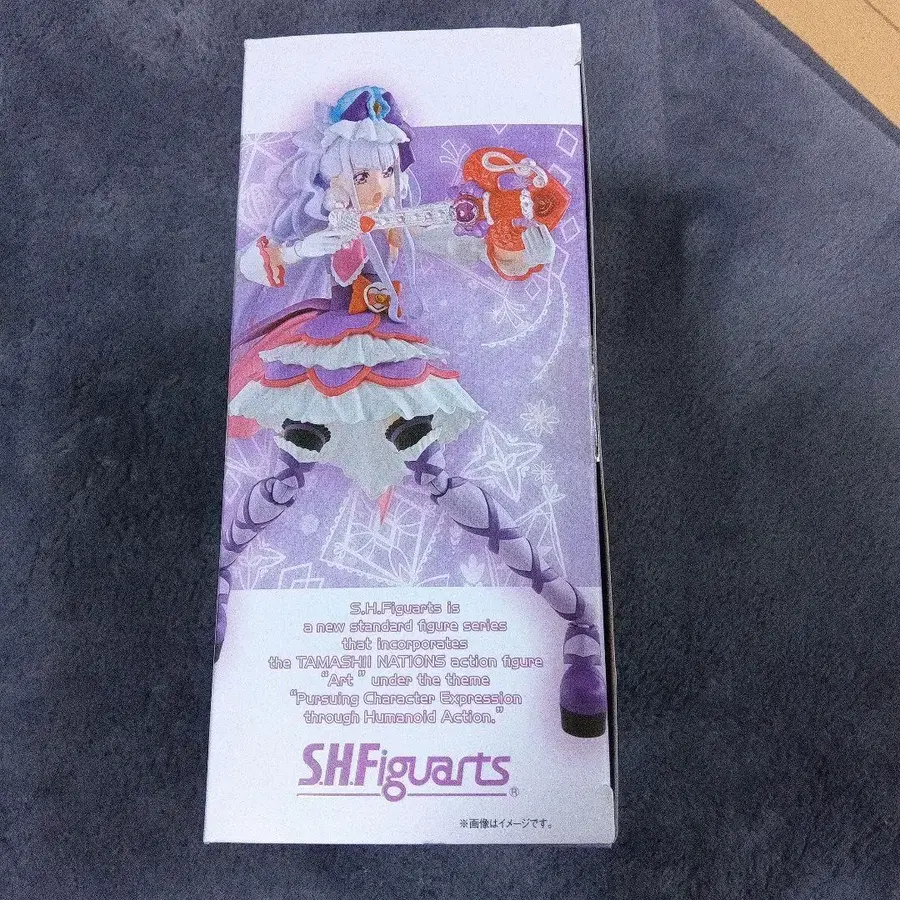 S.H.Figuarts is
a new standard figure series
that incorporates
the TAMASHII NATIONS action figure
"Art" under the theme
"Pursuing Character Expression
through Humanoid Action."
S.H.Figuarts®
※画像はイメージです。